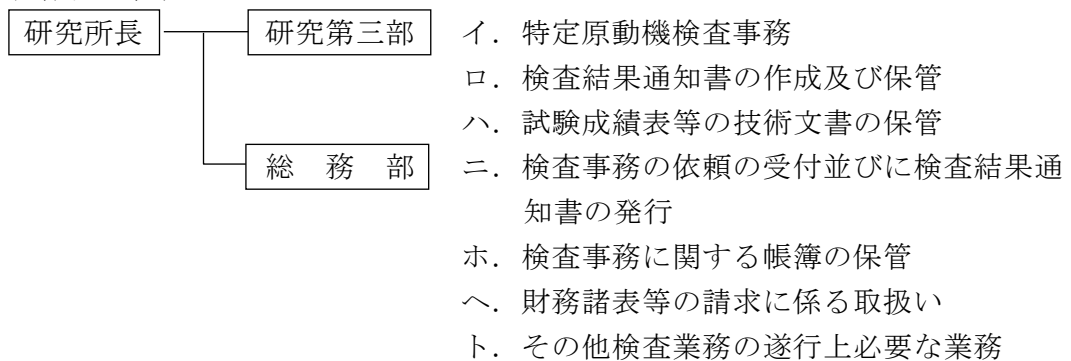 研究所長
研究第三部
イ．特定原動機検査事務
ロ．検査結果通知書の作成及び保管
ハ．試験成績表等の技術文書の保管
総　務　部
ニ．検査事務の依頼の受付並びに検査結果通
知書の発行
ホ．検査事務に関する帳簿の保管
ヘ．財務諸表等の請求に係る取扱い
ト．その他検査業務の遂行上必要な業務